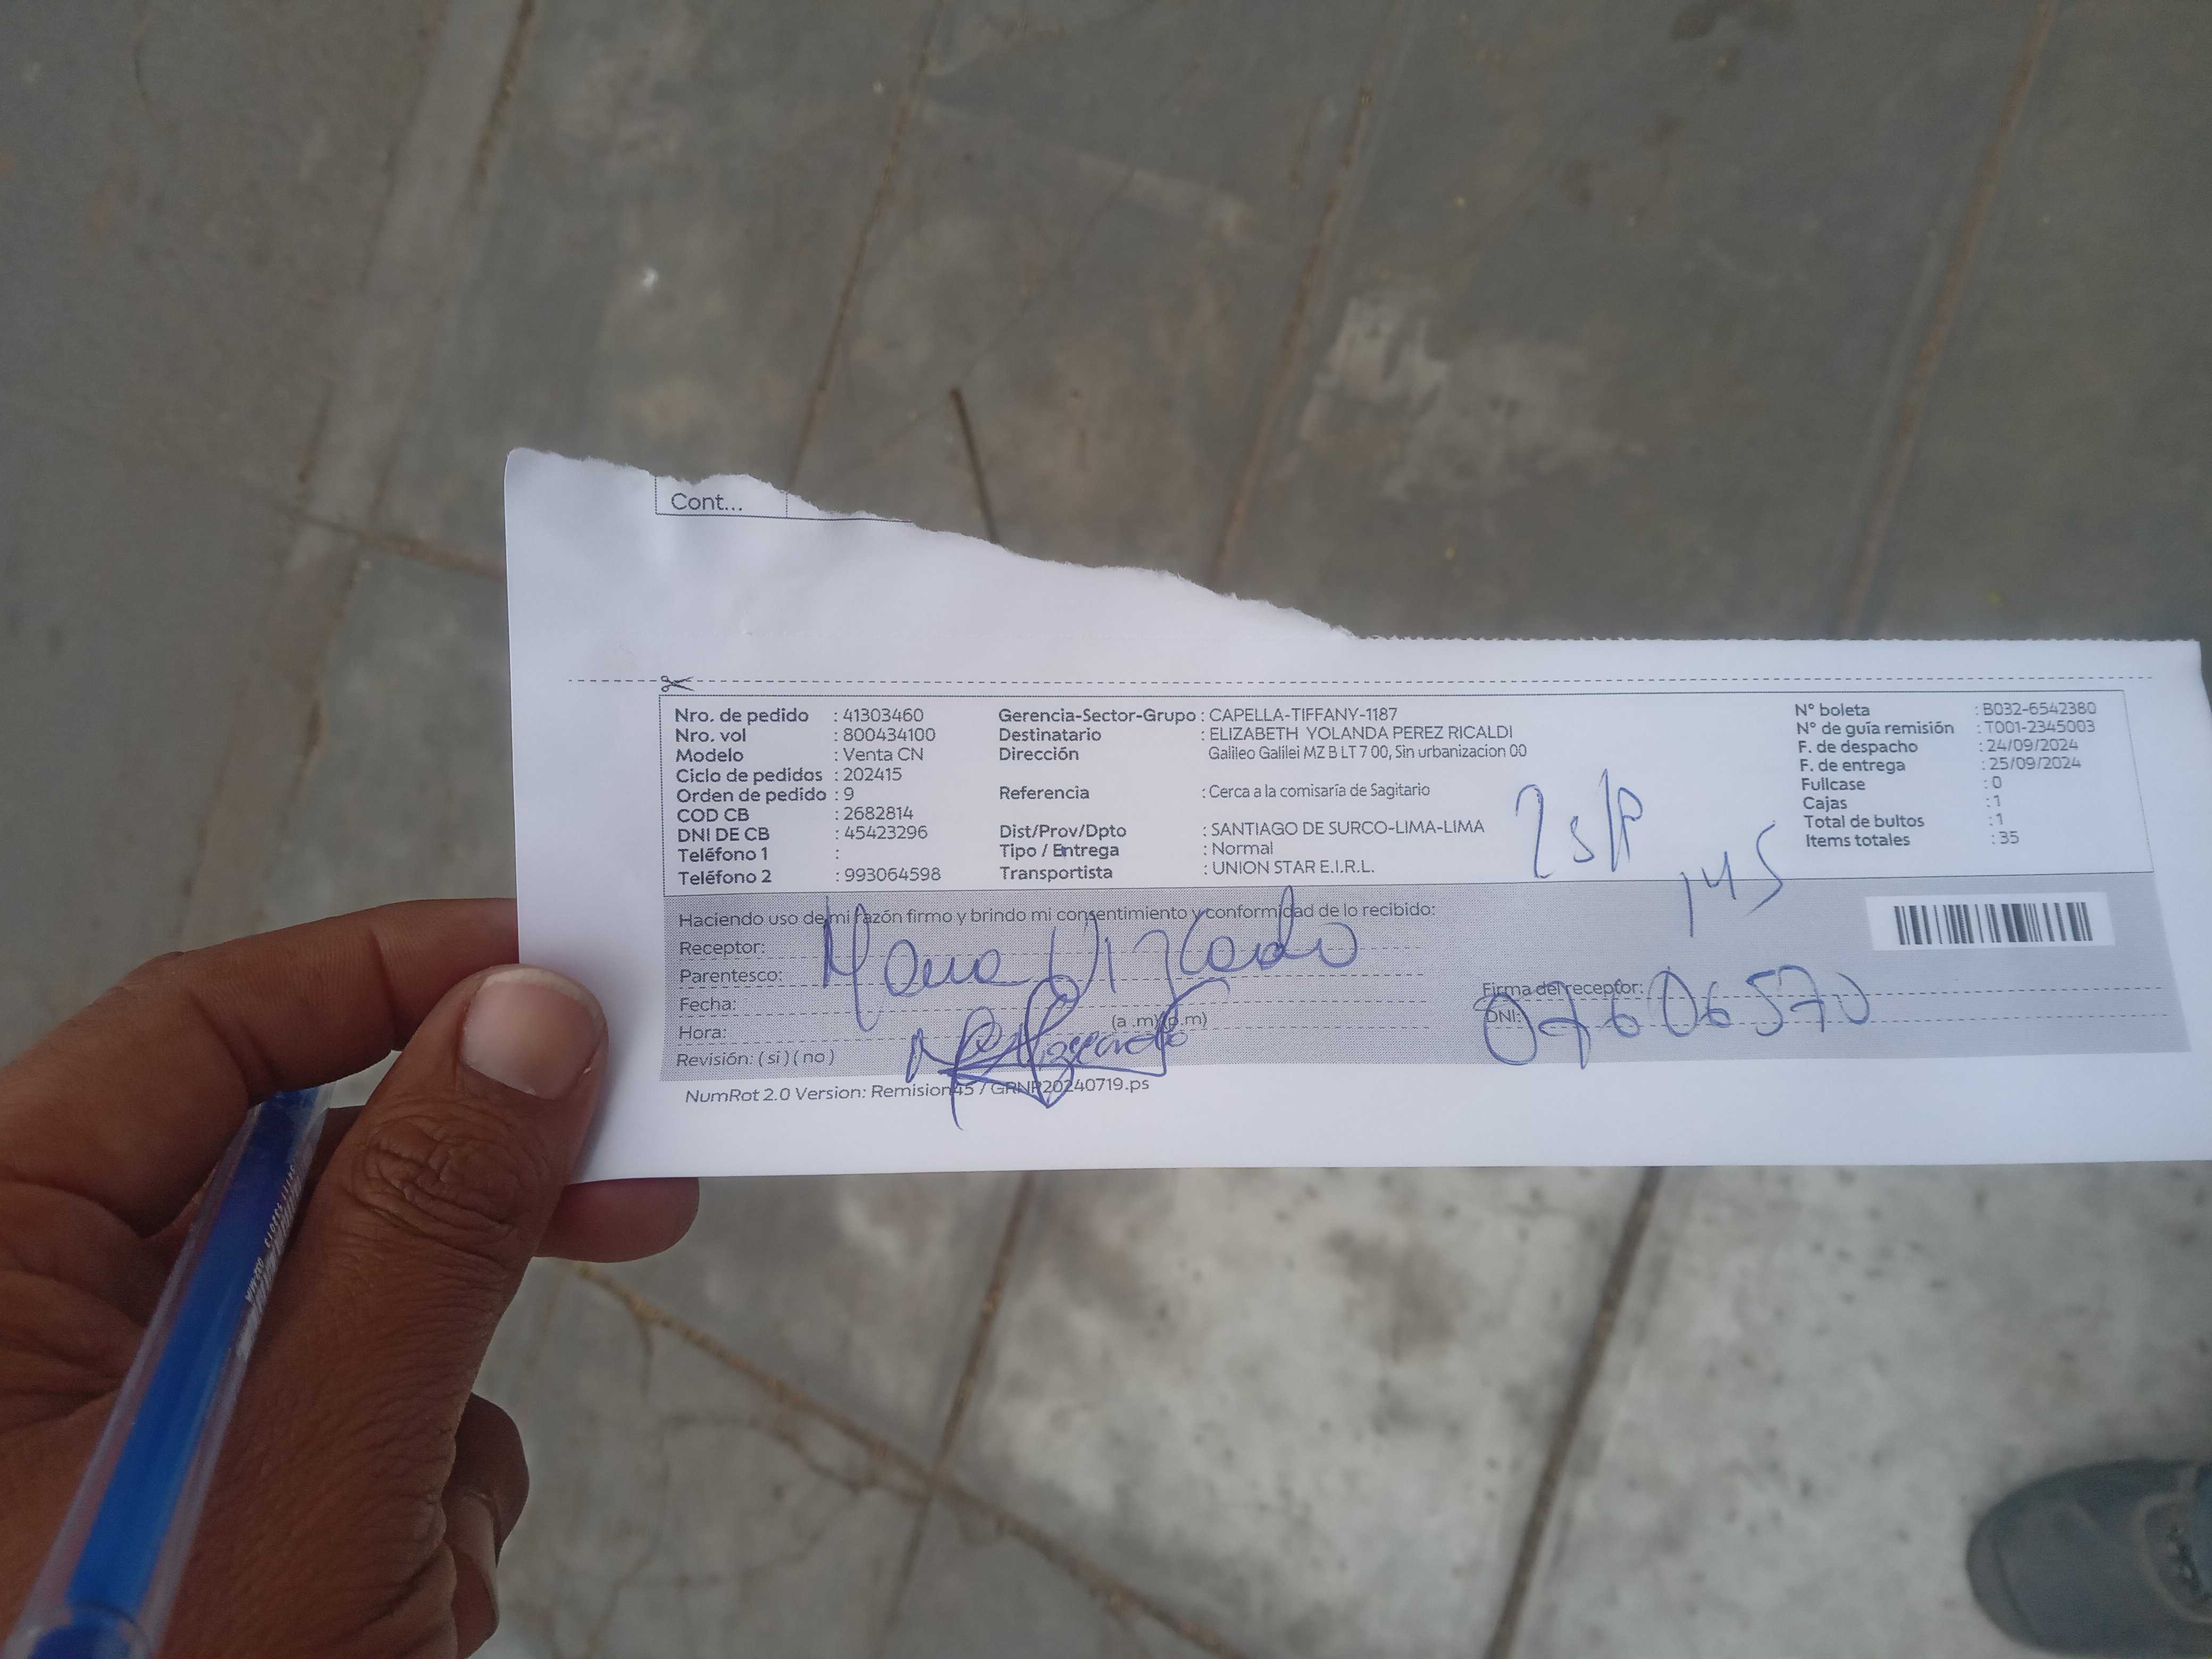 Cont...
Nro. de pedido : 41303460
Nro. vol : 800434100
Modelo : Venta CN
Ciclo de pedidos : 202415
Orden de pedido : 9
COD CB : 2682814
DNI DE CB : 45423296
Teléfono 1 :
Teléfono 2 : 993064598
Gerencia-Sector-Grupo : CAPELLA-TIFFANY-1187
Destinatario : ELIZABETH YOLANDA PEREZ RICALDI
Dirección Galileo Galilei MZ B LT 7 00, Sin urbanizacion 00
Referencia : Cerca a la comisaría de Sagitario
Dist/Prov/Dpto : SANTIAGO DE SURCO-LIMA-LIMA
Tipo / Entrega : Normal
Transportista : UNION STAR E.I.R.L.
N° boleta : B032-6542380
N° de guía remisión : T001-2345003
F. de despacho : 24/09/2024
F. de entrega : 25/09/2024
Fullcase : 0
Cajas : 1
Total de bultos : 1
Items totales : 35
145
Haciendo uso de mi razón firmo y brindo mi consentimiento y conformidad de lo recibido:
Receptor:
Parentesco:
Fecha:
Hora: (a .m) (p.m)
Revisión: ( si ) ( no )
Firma del receptor:
DNI: 07606570
NumRot 2.0 Version: Remision45 / GRNR20240719.ps